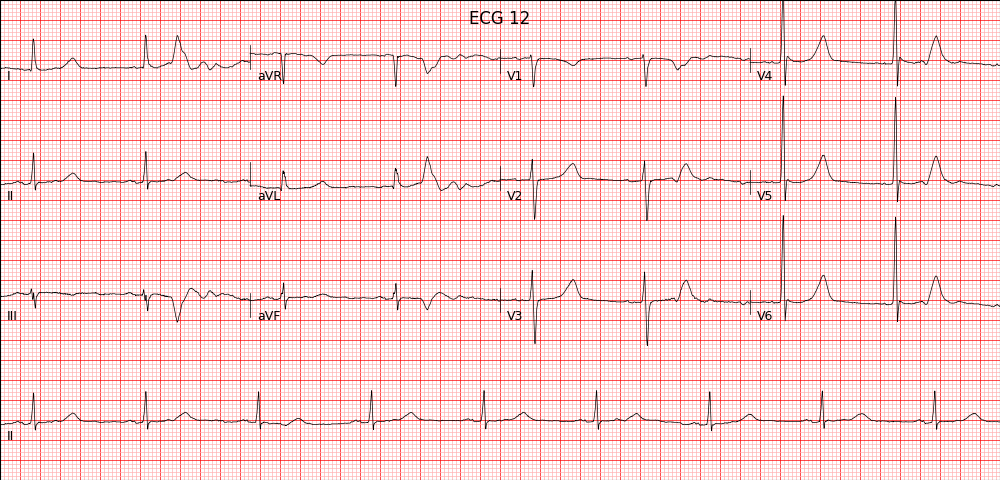 ECG 12
I aVR V1 V4
II aVL V2 V5
III aVF V3 V6
II